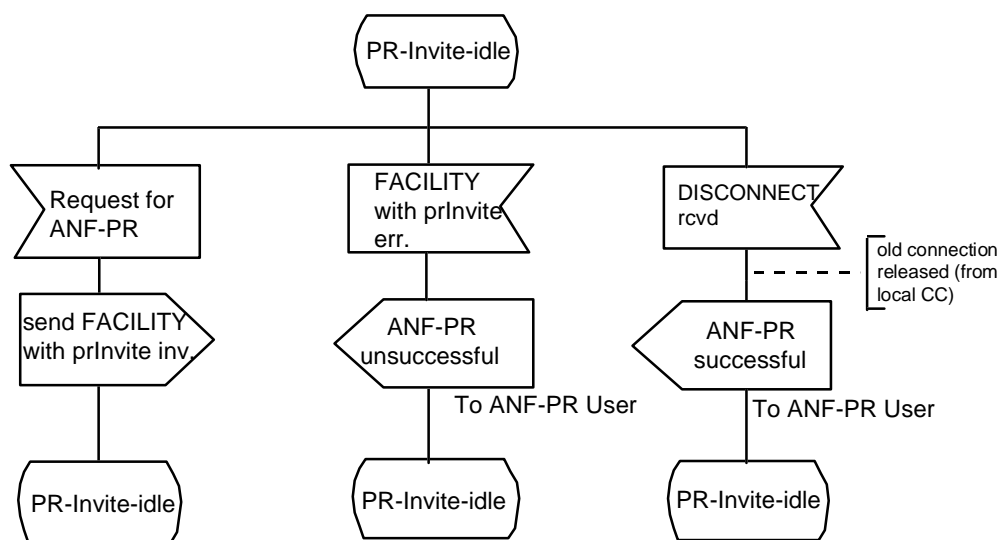 PR-Invite-idle
Request for
ANF-PR
FACILITY
with prInvite
err.
DISCONNECT
rcvd
old connection
released (from
local CC)
send FACILITY
with prInvite inv.
ANF-PR
unsuccessful
ANF-PR
successful
To ANF-PR User
To ANF-PR User
PR-Invite-idle
PR-Invite-idle
PR-Invite-idle